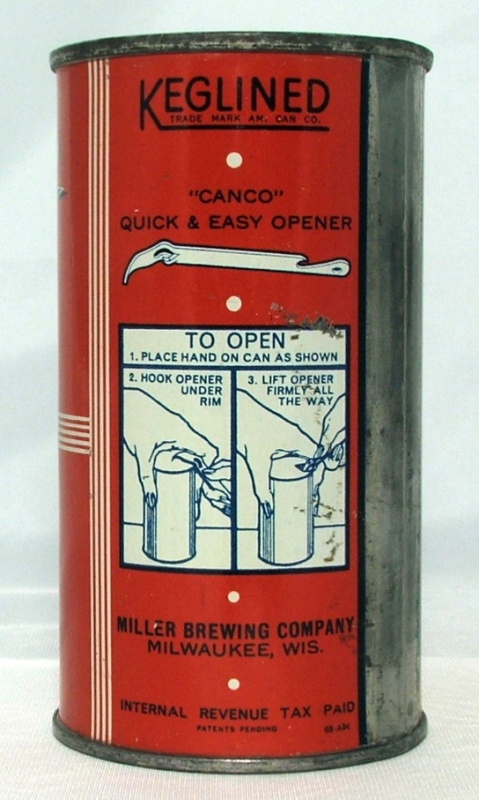 KEGLINED
TRADE MARK AM. CAN CO.
"CANCO"
QUICK & EASY OPENER
TO OPEN
1. PLACE HAND ON CAN AS SHOWN
2. HOOK OPENER
UNDER
RIM
3. LIFT OPENER
FIRMLY ALL
THE WAY
MILLER BREWING COMPANY
MILWAUKEE, WIS.
INTERNAL REVENUE TAX PAID
PATENTS PENDING